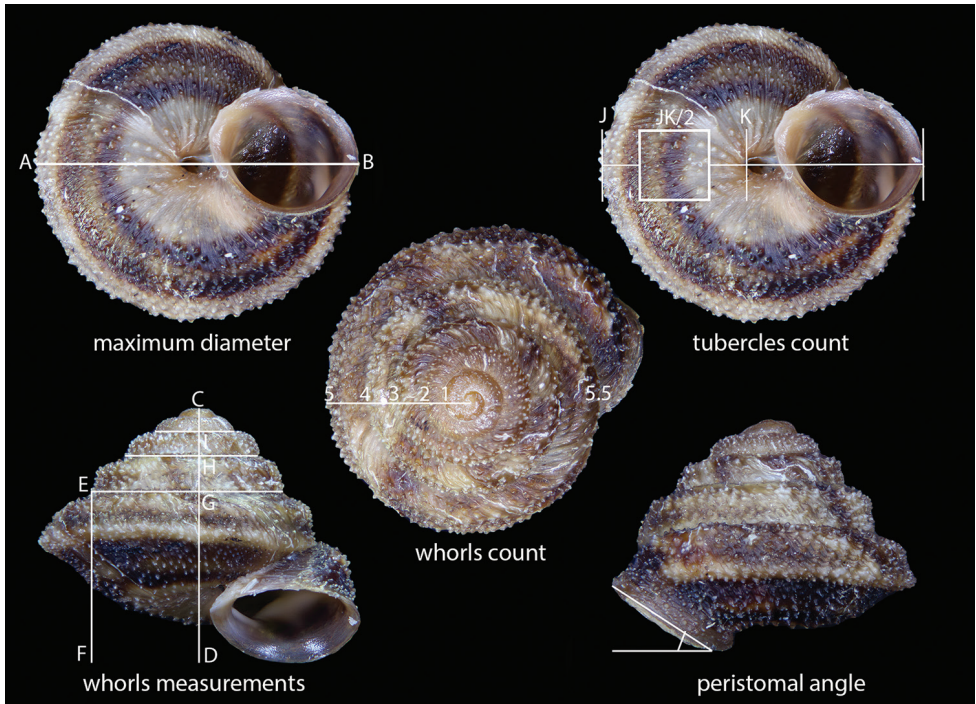 A
B
maximum diameter
J
JK/2
K
tubercles count
5 4 3 2 1
5.5
whorls count
C
I
H
E
G
F
D
whorls measurements
peristomal angle